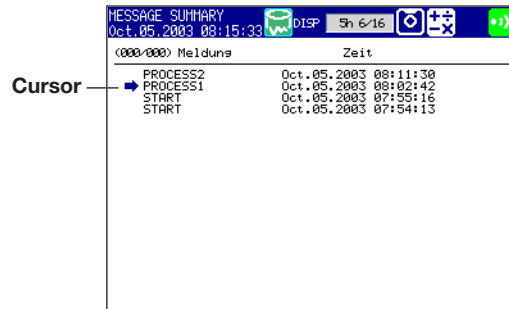 MESSAGE SUMMARY
Oct.05.2003 08:15:33 DISP 5h 6/16
(000/000) Meldung Zeit
PROCESS2 Oct.05.2003 08:11:30
Cursor PROCESS1 Oct.05.2003 08:02:42
START Oct.05.2003 07:55:16
START Oct.05.2003 07:54:13